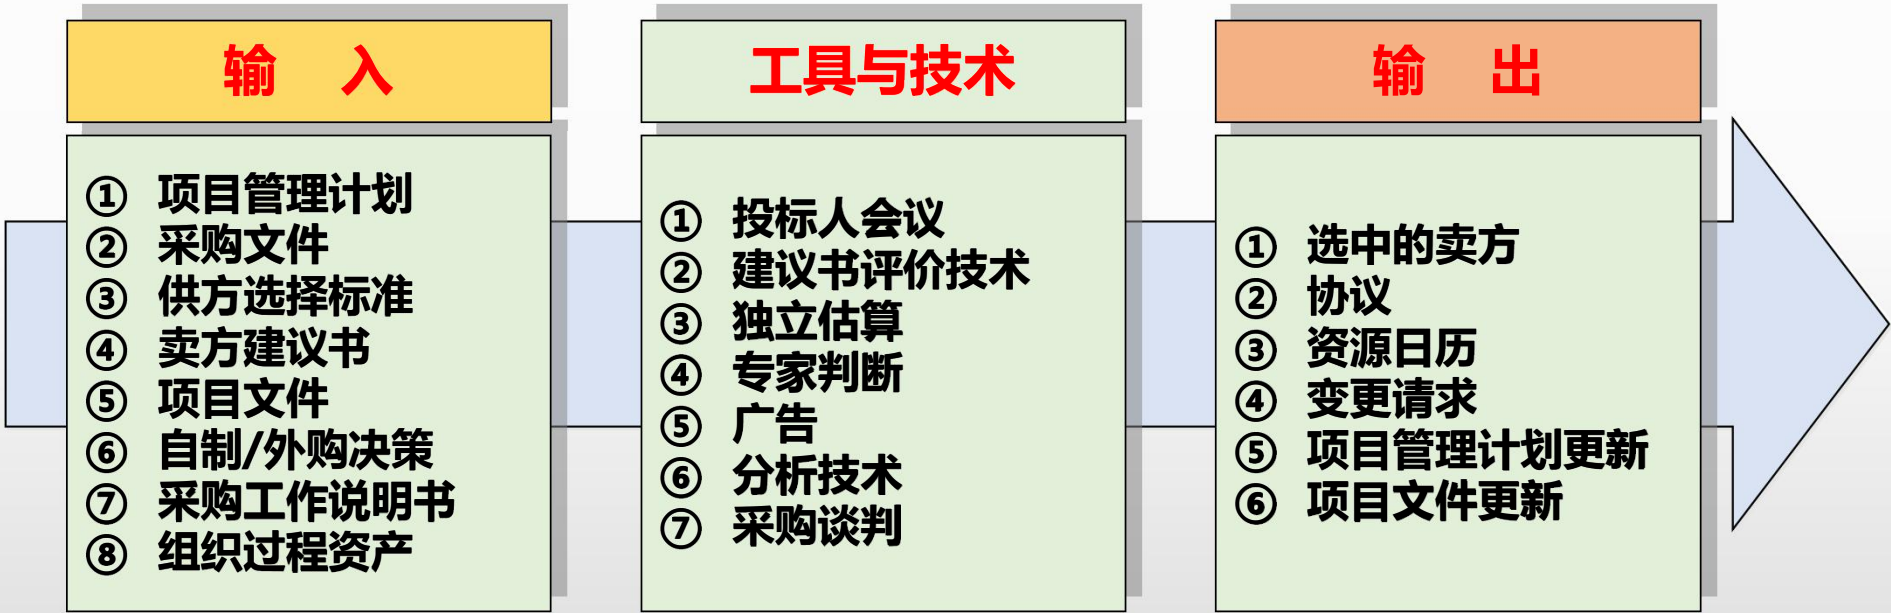 输 入
① 项目管理计划
② 采购文件
③ 供方选择标准
④ 卖方建议书
⑤ 项目文件
⑥ 自制/外购决策
⑦ 采购工作说明书
⑧ 组织过程资产
工具与技术
① 投标人会议
② 建议书评价技术
③ 独立估算
④ 专家判断
⑤ 广告
⑥ 分析技术
⑦ 采购谈判
输 出
① 选中的卖方
② 协议
③ 资源日历
④ 变更请求
⑤ 项目管理计划更新
⑥ 项目文件更新